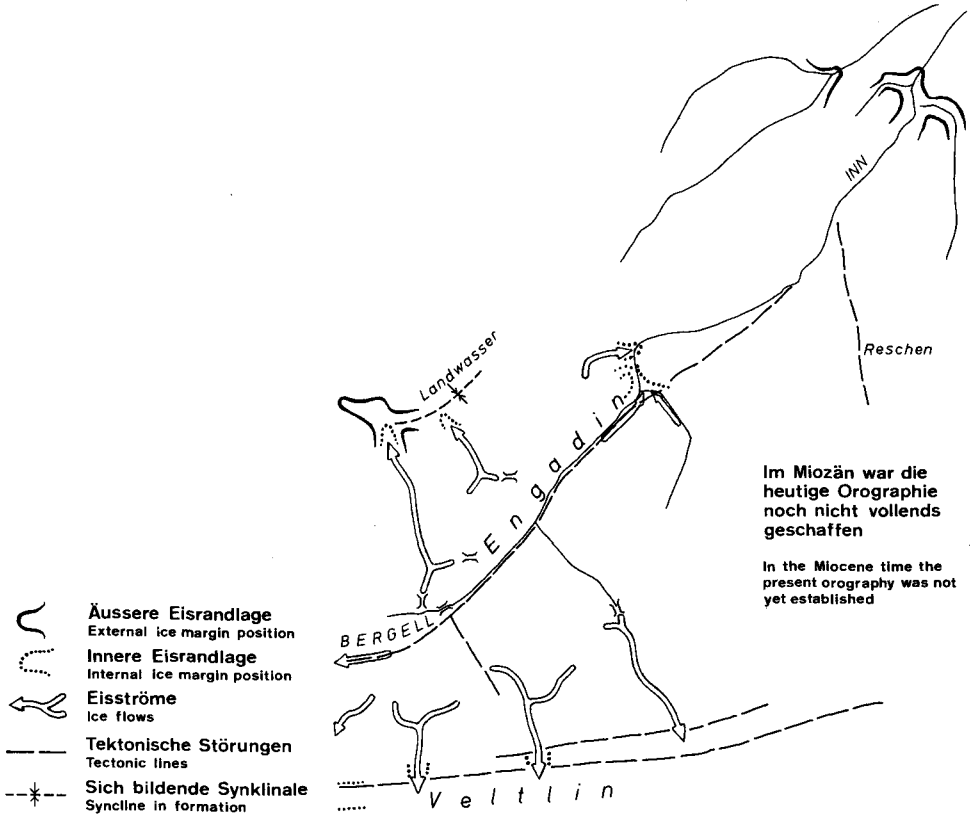 INN
Reschen
Landwasser
Engadin
Im Miozän war die
heutige Orographie
noch nicht vollends
geschaffen
In the Miocene time the
present orography was not
yet established
BERGELL
Äussere Eisrandlage
External ice margin position
Innere Eisrandlage
Internal ice margin position
Eisströme
Ice flows
Tektonische Störungen
Tectonic lines
Sich bildende Synklinale
Syncline in formation
Veltlin